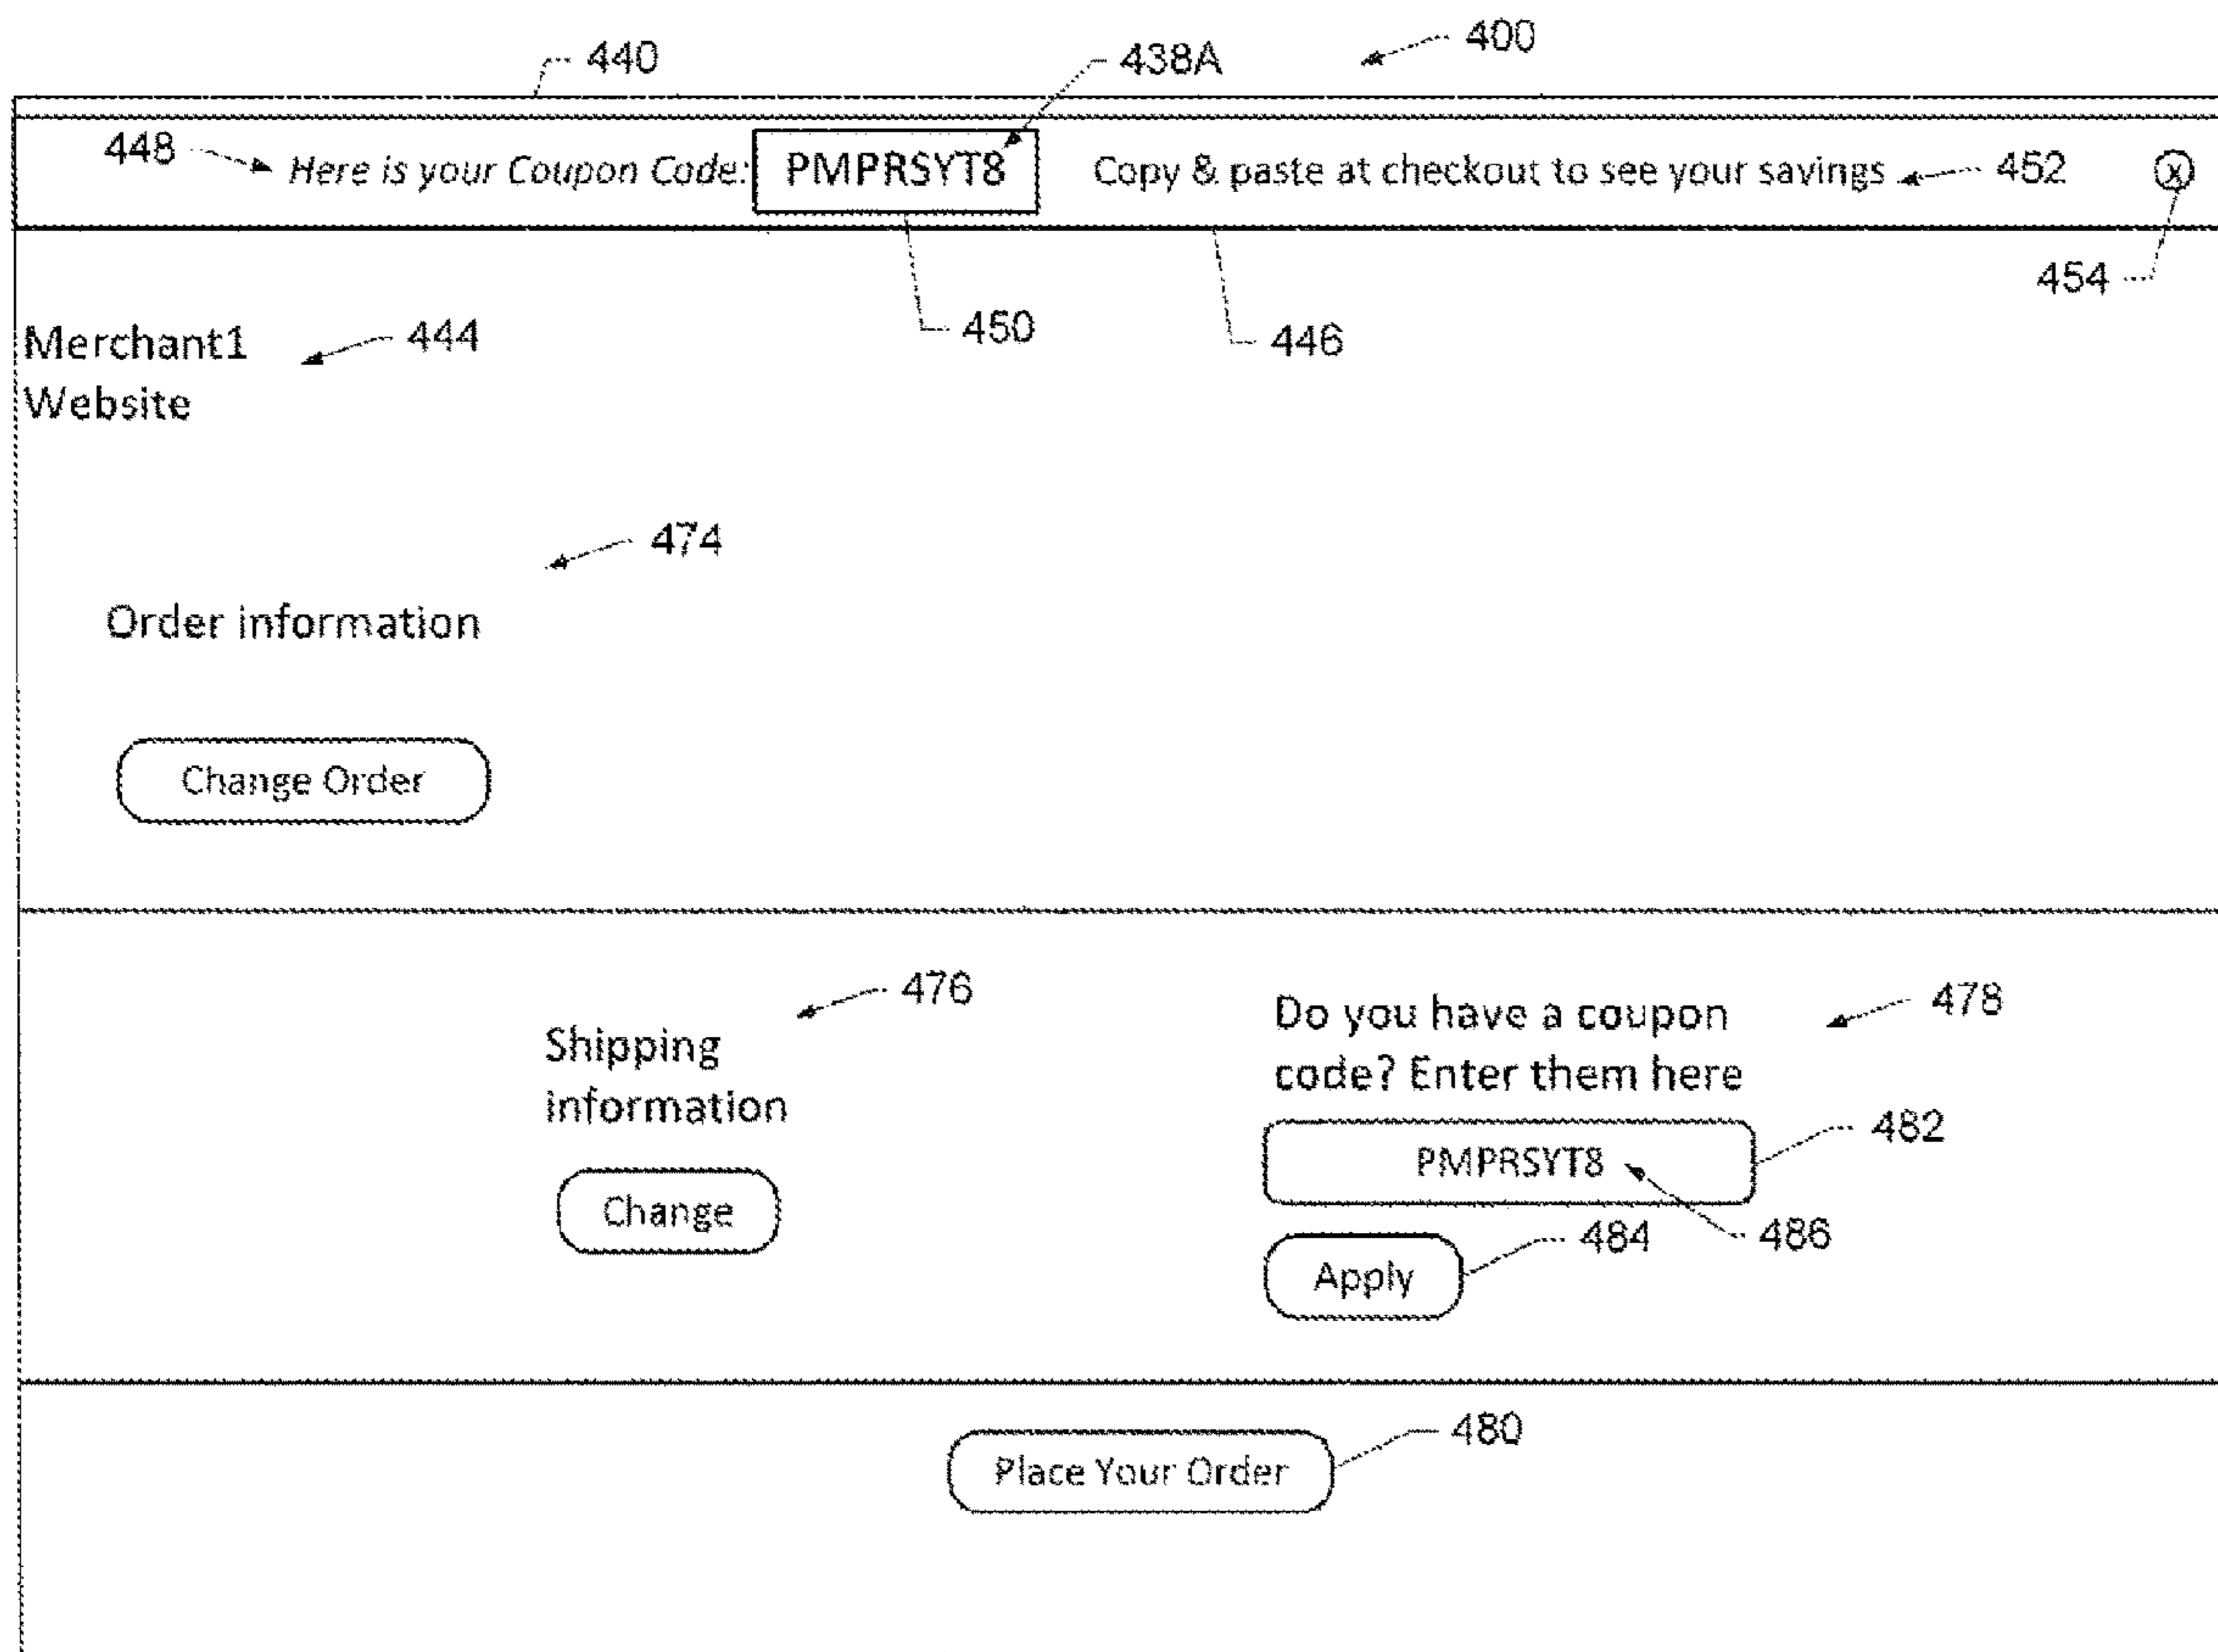 440
438A
400
448
Here is your Coupon Code:
PMPRSYT8
Copy & paste at checkout to see your savings
452
x
454
450
446
Merchant1
Website
444
474
Order information
Change Order
476
Shipping
information
Change
478
Do you have a coupon
code? Enter them here
482
PMPRSYT8
484
486
Apply
480
Place Your Order